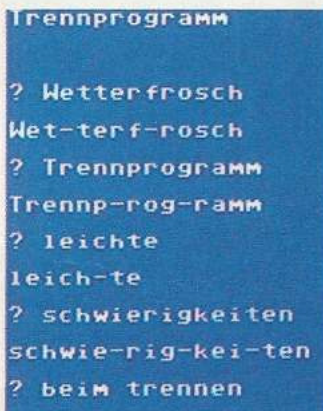 Trennprogramm
? Wetterfrosch
Wet-terf-rosch
? Trennprogramm
Trennp-rog-ramm
? leichte
leich-te
? schwierigkeiten
schwie-rig-kei-ten
? beim trennen